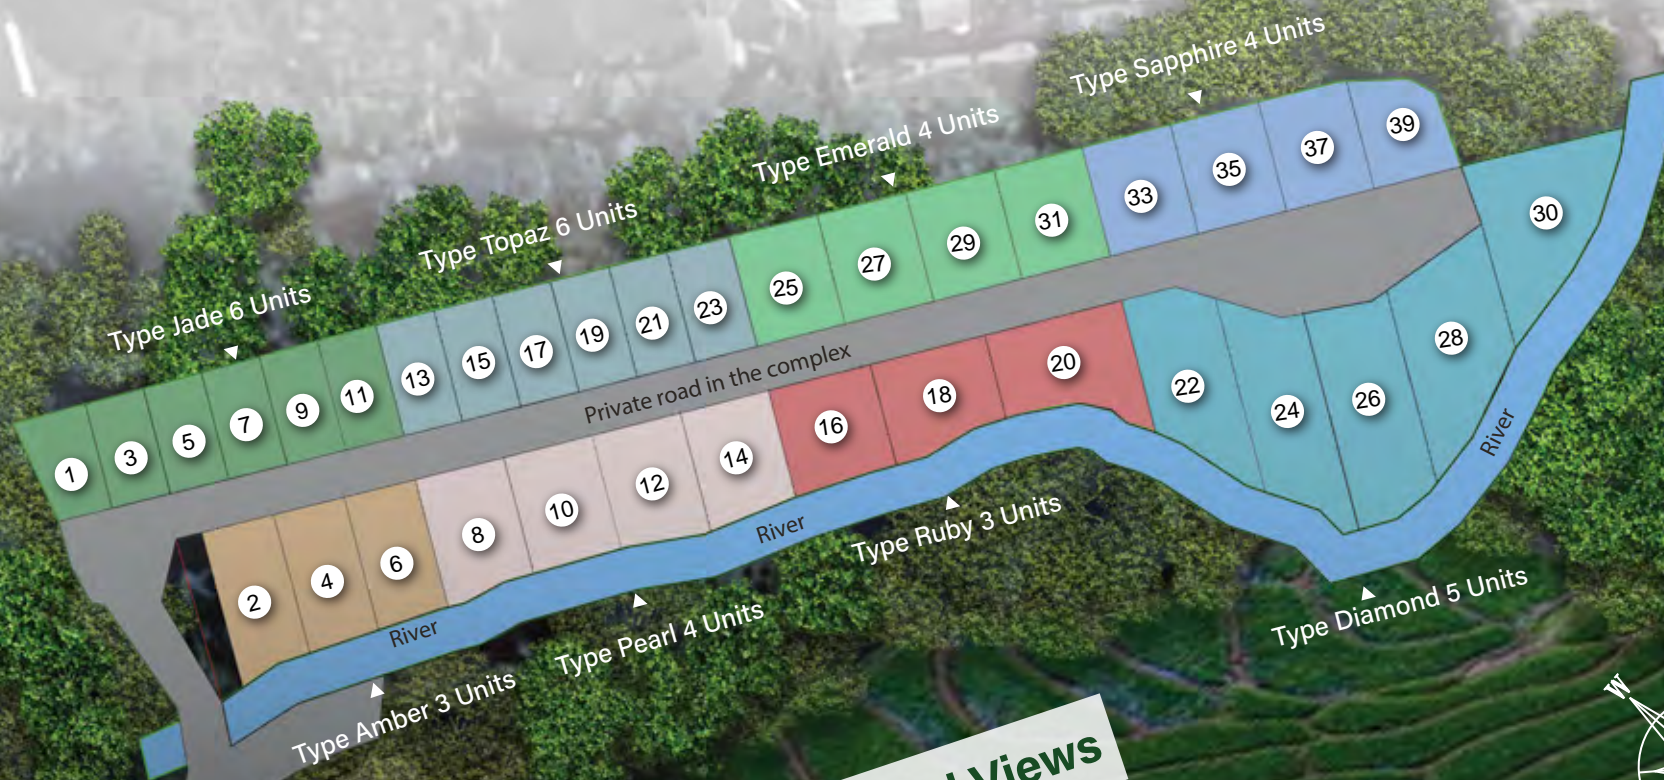 Type Sapphire 4 Units
Type Emerald 4 Units
Type Topaz 6 Units
Type Jade 6 Units
1 3 5 7 9 11 13 15 17 19 21 23 25 27 29 31 33 35 37 39
Private road in the complex
2 4 6 8 10 12 14 16 18 20 22 24 26 28 30
River
River
River
Type Ruby 3 Units
Type Diamond 5 Units
Type Pearl 4 Units
Type Amber 3 Units
W
Views